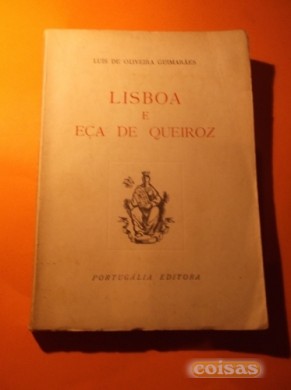 LUÍS DE OLIVEIRA GUIMARÃES
LISBOA
E
EÇA DE QUEIROZ
PORTUGÁLIA EDITORA
coisas